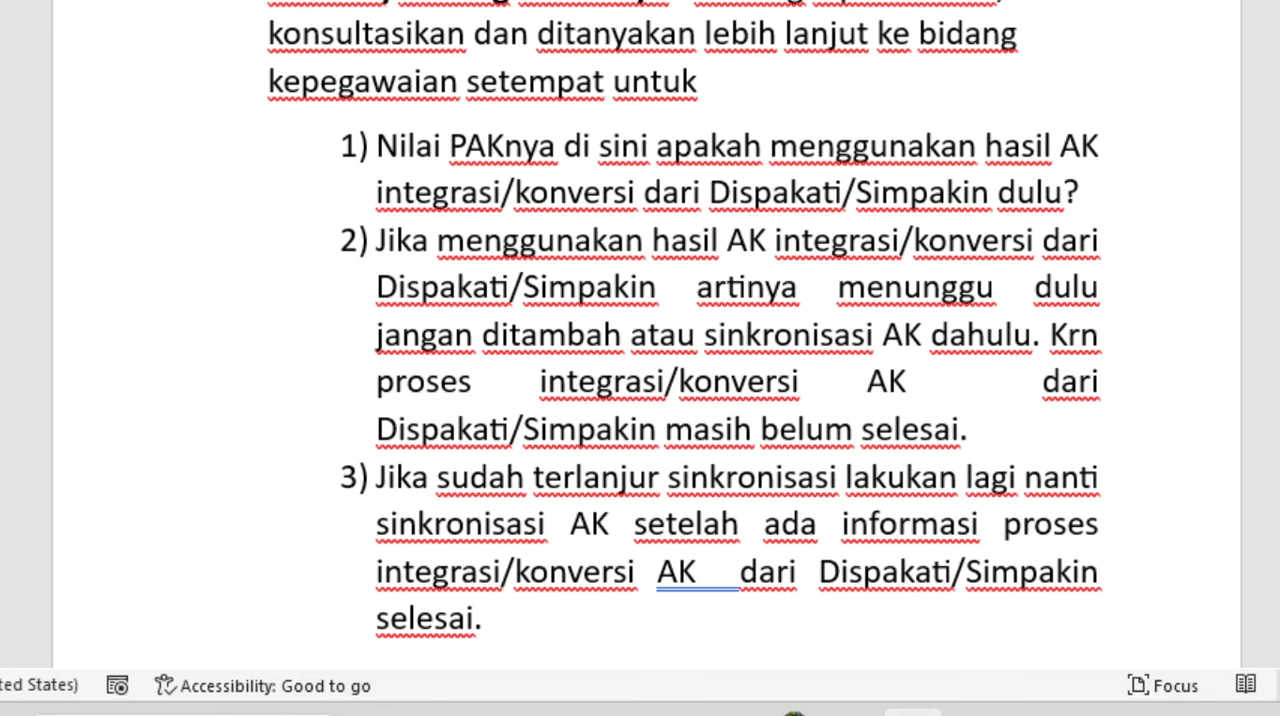 konsultasikan dan ditanyakan lebih lanjut ke bidang
kepegawaian setempat untuk
1) Nilai PAKnya di sini apakah menggunakan hasil AK
integrasi/konversi dari Dispakati/Simpakin dulu?
2) Jika menggunakan hasil AK integrasi/konversi dari
Dispakati/Simpakin artinya menunggu dulu
jangan ditambah atau sinkronisasi AK dahulu. Krn
proses integrasi/konversi AK dari
Dispakati/Simpakin masih belum selesai.
3) Jika sudah terlanjur sinkronisasi lakukan lagi nanti
sinkronisasi AK setelah ada informasi proses
integrasi/konversi AK dari Dispakati/Simpakin
selesai.
States) Accessibility: Good to go Focus